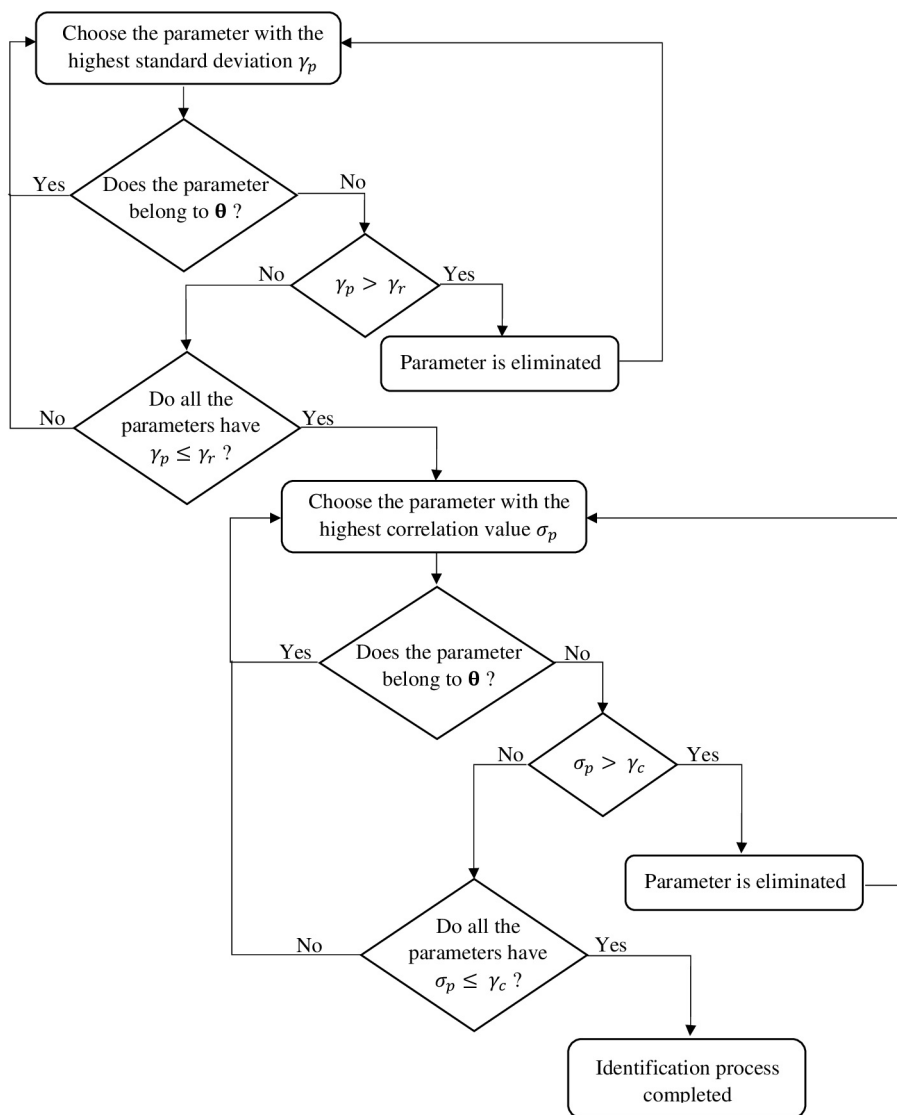 Choose the parameter with the
highest standard deviation γ_p
Yes
Does the parameter
belong to θ ?
No
No
γ_p > γ_r
Yes
Parameter is eliminated
No
Do all the
parameters have
γ_p ≤ γ_r ?
Yes
Choose the parameter with the
highest correlation value σ_p
Yes
Does the parameter
belong to θ ?
No
No
σ_p > γ_c
Yes
Parameter is eliminated
No
Do all the
parameters have
σ_p ≤ γ_c ?
Yes
Identification process
completed